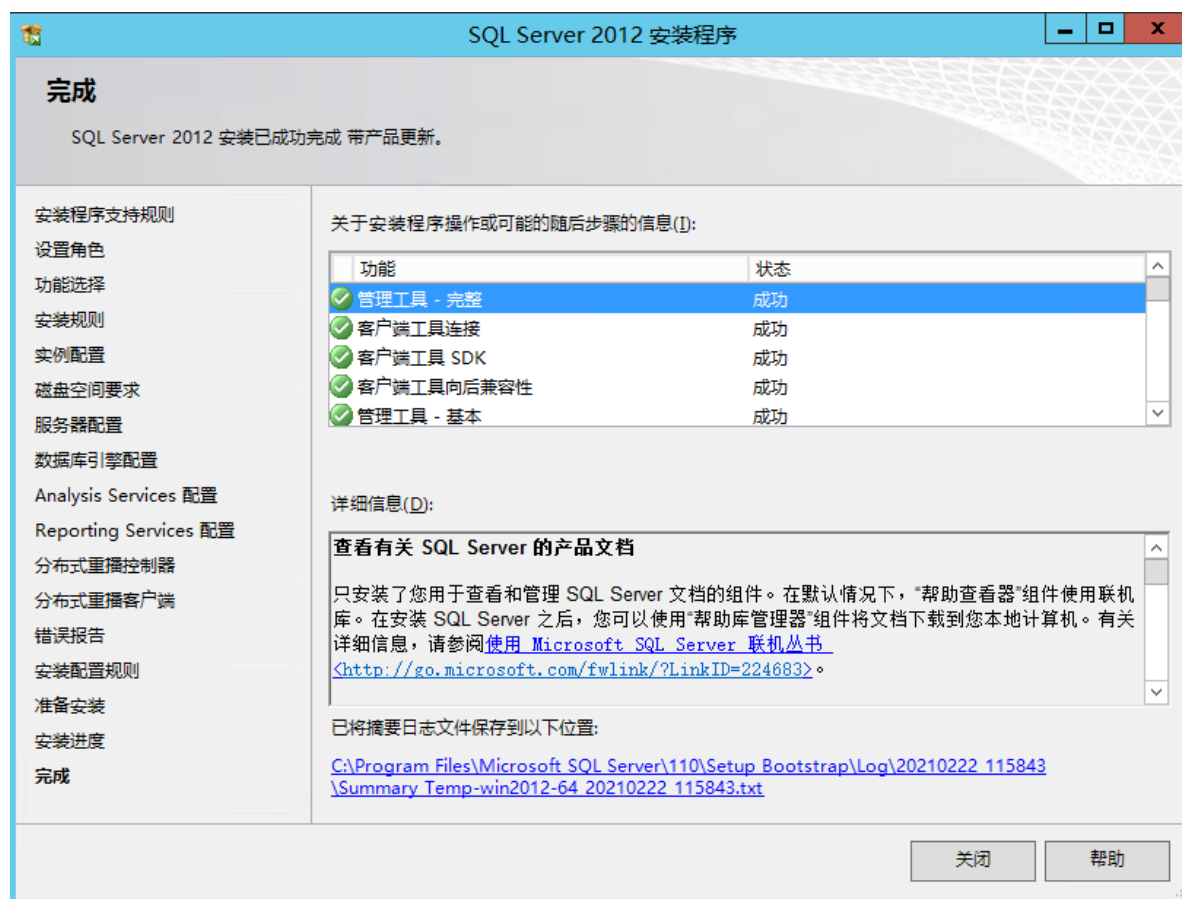 SQL Server 2012 安装程序
完成
SQL Server 2012 安装已成功完成 带产品更新。
安装程序支持规则
设置角色
功能选择
安装规则
实例配置
磁盘空间要求
服务器配置
数据库引擎配置
Analysis Services 配置
Reporting Services 配置
分布式重播控制器
分布式重播客户端
错误报告
安装配置规则
准备安装
安装进度
完成
关于安装程序操作或可能的随后步骤的信息(I):
功能 状态
管理工具 - 完整 成功
客户端工具连接 成功
客户端工具 SDK 成功
客户端工具向后兼容性 成功
管理工具 - 基本 成功
详细信息(D):
查看有关 SQL Server 的产品文档
只安装了您用于查看和管理 SQL Server 文档的组件。在默认情况下，“帮助查看器”组件使用联机
库。在安装 SQL Server 之后，您可以使用“帮助库管理器”组件将文档下载到您本地计算机。有关
详细信息，请参阅使用 Microsoft SQL Server 联机丛书
<http://go.microsoft.com/fwlink/?LinkID=224683>。
已将摘要日志文件保存到以下位置:
C:\Program Files\Microsoft SQL Server\110\Setup Bootstrap\Log\20210222_115843
\Summary_Temp-win2012-64_20210222_115843.txt
关闭
帮助